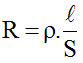 R = ρ. ℓ/S